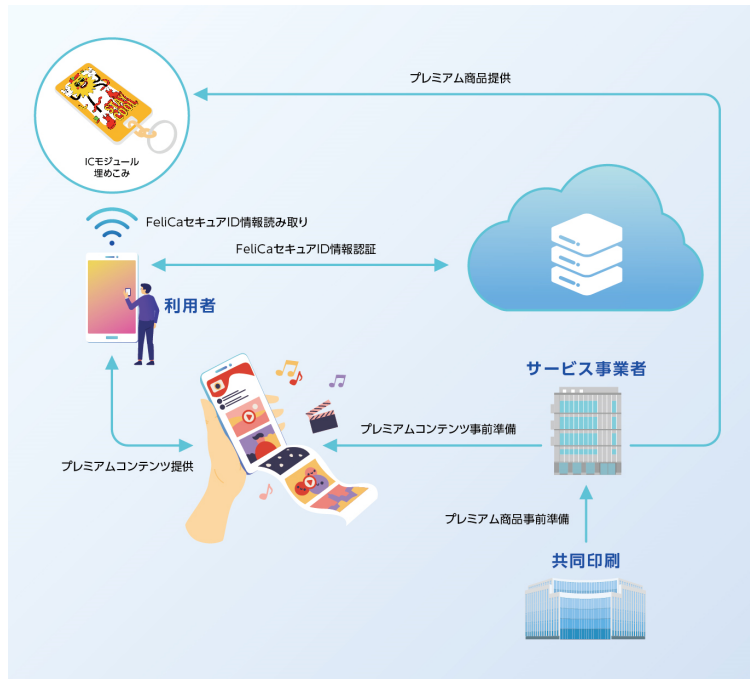 プレミアム商品提供
ICモジュール
埋めこみ
FeliCaセキュアID情報読み取り
FeliCaセキュアID情報認証
利用者
サービス事業者
プレミアムコンテンツ事前準備
プレミアムコンテンツ提供
プレミアム商品事前準備
共同印刷